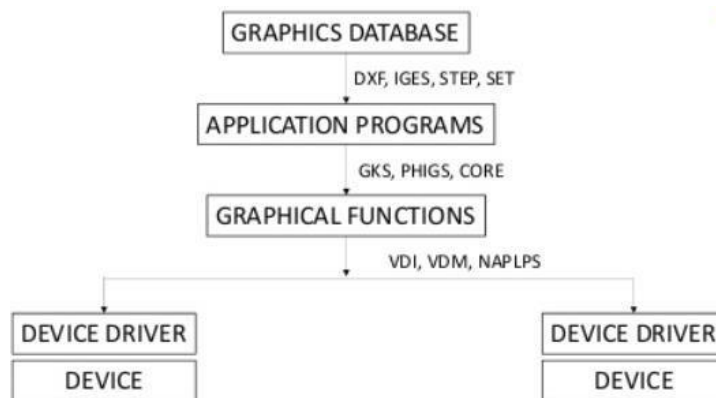 GRAPHICS DATABASE
DXF, IGES, STEP, SET
APPLICATION PROGRAMS
GKS, PHIGS, CORE
GRAPHICAL FUNCTIONS
VDI, VDM, NAPLPS
DEVICE DRIVER
DEVICE DRIVER
DEVICE
DEVICE